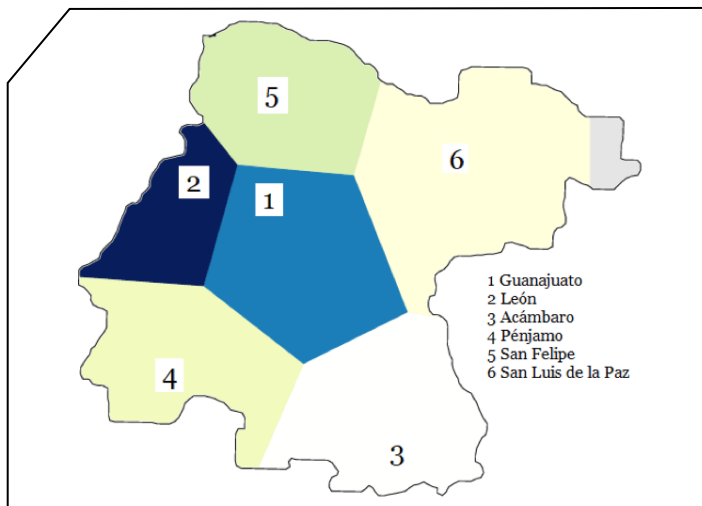 5
6
2
1
1 Guanajuato
2 León
3 Acámbaro
4 Pénjamo
5 San Felipe
6 San Luis de la Paz
4
3